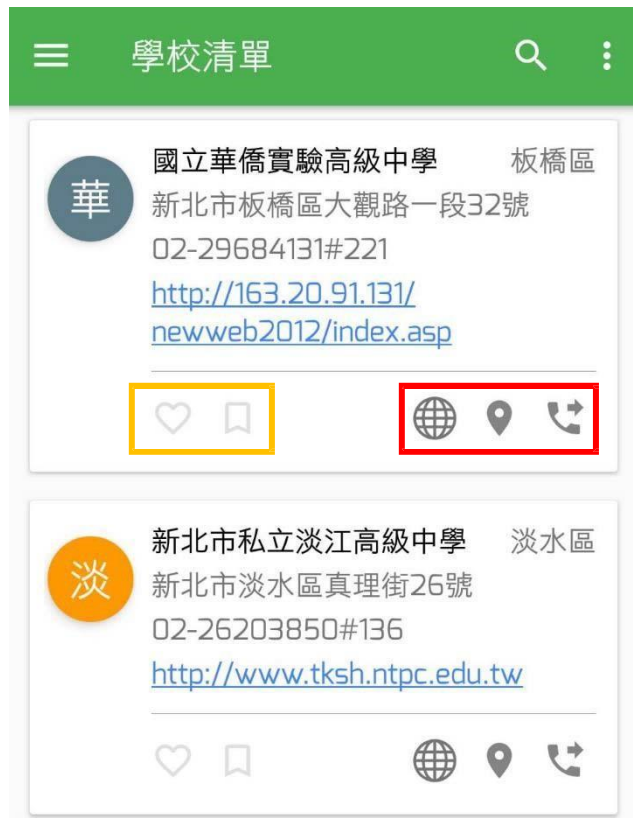 學校清單
華
國立華僑實驗高級中學 板橋區
新北市板橋區大觀路一段32號
02-29684131#221
http://163.20.91.131/
newweb2012/index.asp
淡
新北市私立淡江高級中學 淡水區
新北市淡水區真理街26號
02-26203850#136
http://www.tksh.ntpc.edu.tw